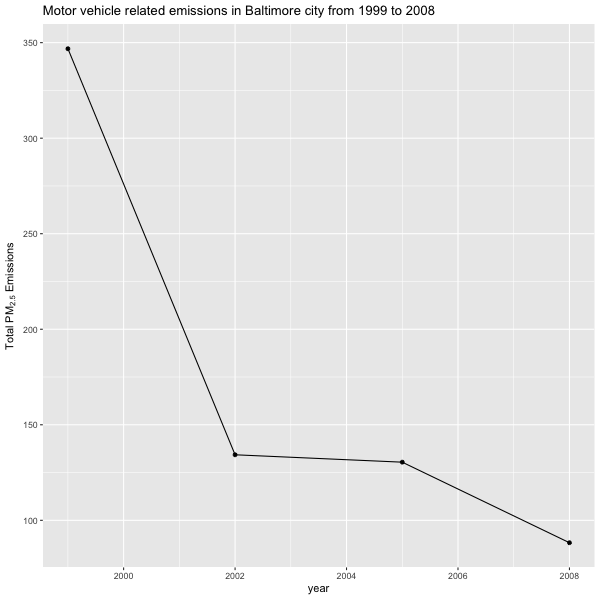 Motor vehicle related emissions in Baltimore city from 1999 to 2008
Total PM2.5 Emissions
350
300
250
200
150
100
2000 2002 2004 2006 2008
year